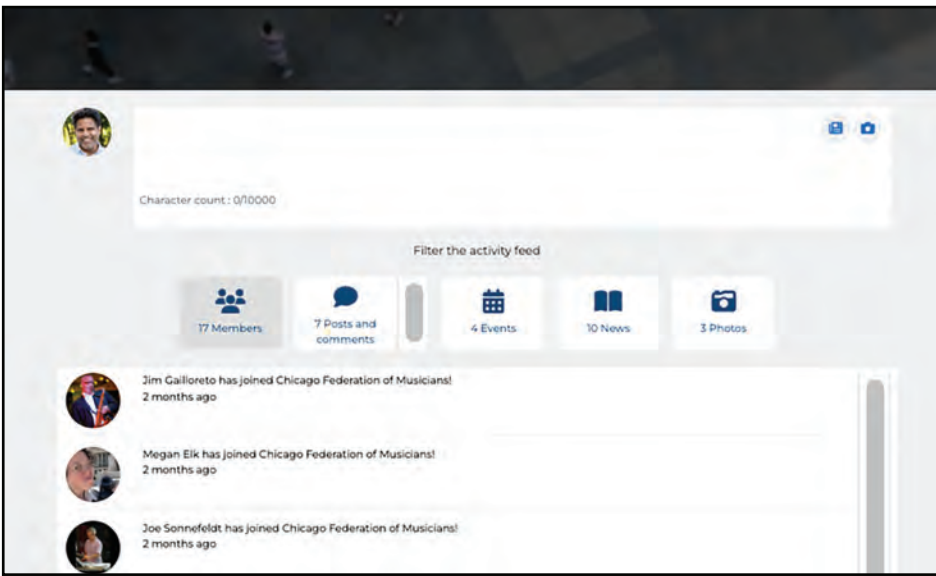 Character count : 0/10000
Filter the activity feed
17 Members
7 Posts and
comments
4 Events
10 News
3 Photos
Jim Gailloreto has joined Chicago Federation of Musicians!
2 months ago
Megan Elk has joined Chicago Federation of Musicians!
2 months ago
Joe Sonnefeldt has joined Chicago Federation of Musicians!
2 months ago